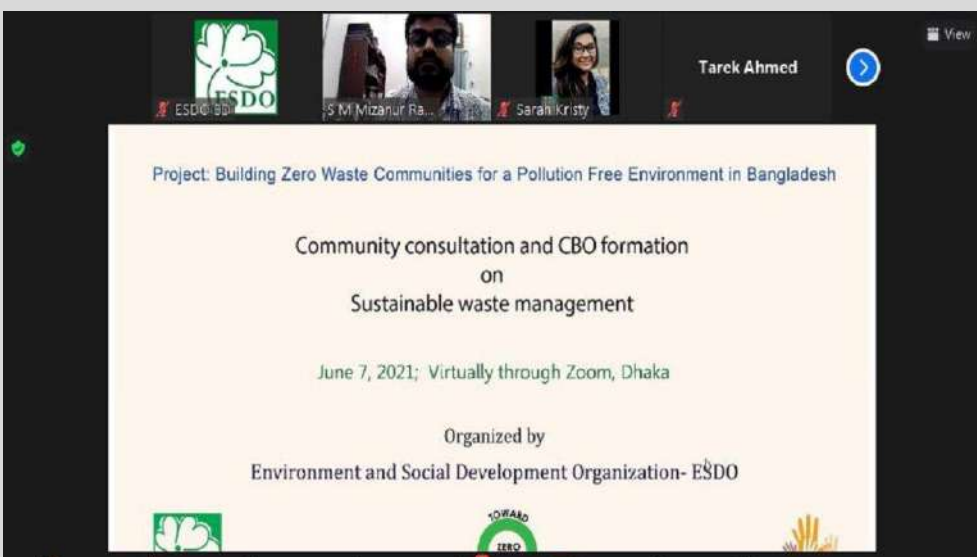 View
ESDO
ESDO BD
S M Mizanur Ra...
Sarah Kristy
Tarek Ahmed
Project: Building Zero Waste Communities for a Pollution Free Environment in Bangladesh
Community consultation and CBO formation
on
Sustainable waste management
June 7, 2021; Virtually through Zoom, Dhaka
Organized by
Environment and Social Development Organization- ESDO
TOWARD
ZERO